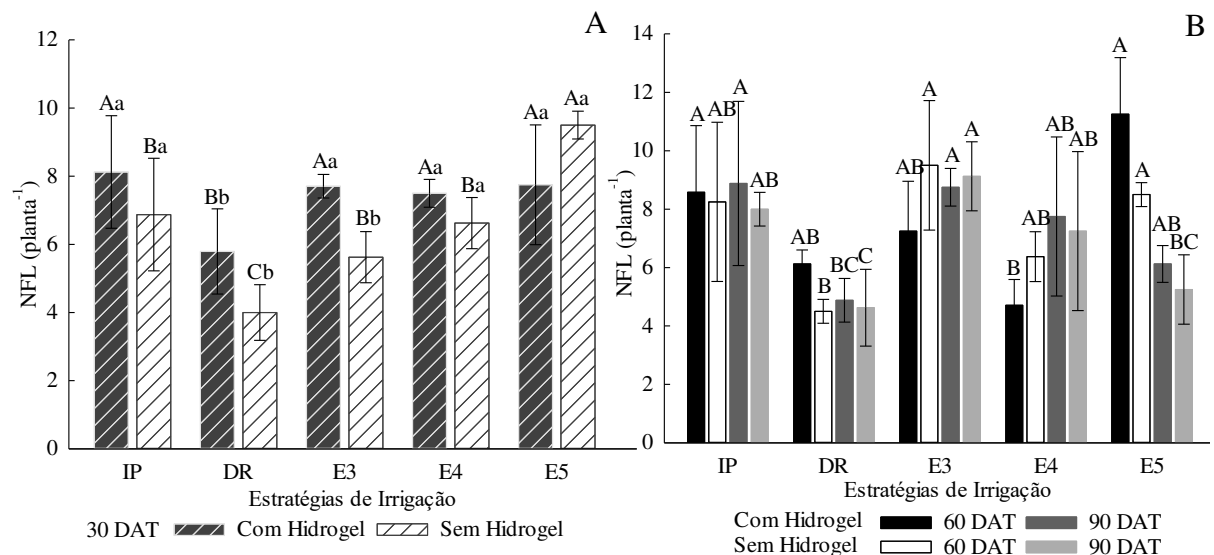 A
12
10
8
6
4
2
0
NFL (planta⁻¹)
Aa
Ba
Bb
Cb
Aa
Bb
Aa
Ba
Aa
Aa
IP DR E3 E4 E5
Estratégias de Irrigação
30 DAT Com Hidrogel Sem Hidrogel
B
14
12
10
8
6
4
2
0
NFL (planta⁻¹)
A
AB
A
AB
AB
B
BC
C
AB
A
A
A
B
AB
AB
AB
A
A
AB
BC
IP DR E3 E4 E5
Estratégias de Irrigação
Com Hidrogel 60 DAT 90 DAT
Sem Hidrogel 60 DAT 90 DAT